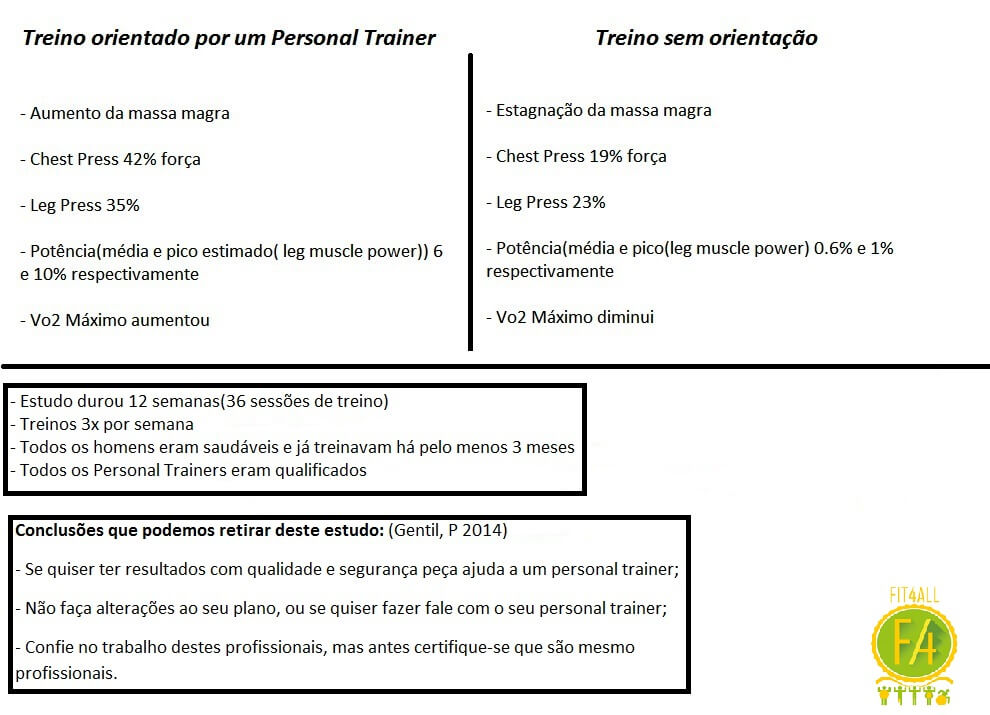 Treino orientado por um Personal Trainer
- Aumento da massa magra
- Chest Press 42% força
- Leg Press 35%
- Potência(média e pico estimado( leg muscle power)) 6
e 10% respectivamente
- Vo2 Máximo aumentou
Treino sem orientação
- Estagnação da massa magra
- Chest Press 19% força
- Leg Press 23%
- Potência(média e pico(leg muscle power) 0.6% e 1%
respectivamente
- Vo2 Máximo diminui
- Estudo durou 12 semanas(36 sessões de treino)
- Treinos 3x por semana
- Todos os homens eram saudáveis e já treinavam há pelo menos 3 meses
- Todos os Personal Trainers eram qualificados
Conclusões que podemos retirar deste estudo: (Gentil, P 2014)
- Se quiser ter resultados com qualidade e segurança peça ajuda a um personal trainer;
- Não faça alterações ao seu plano, ou se quiser fazer fale com o seu personal trainer;
- Confie no trabalho destes profissionais, mas antes certifique-se que são mesmo
profissionais.
FIT4ALL
F4